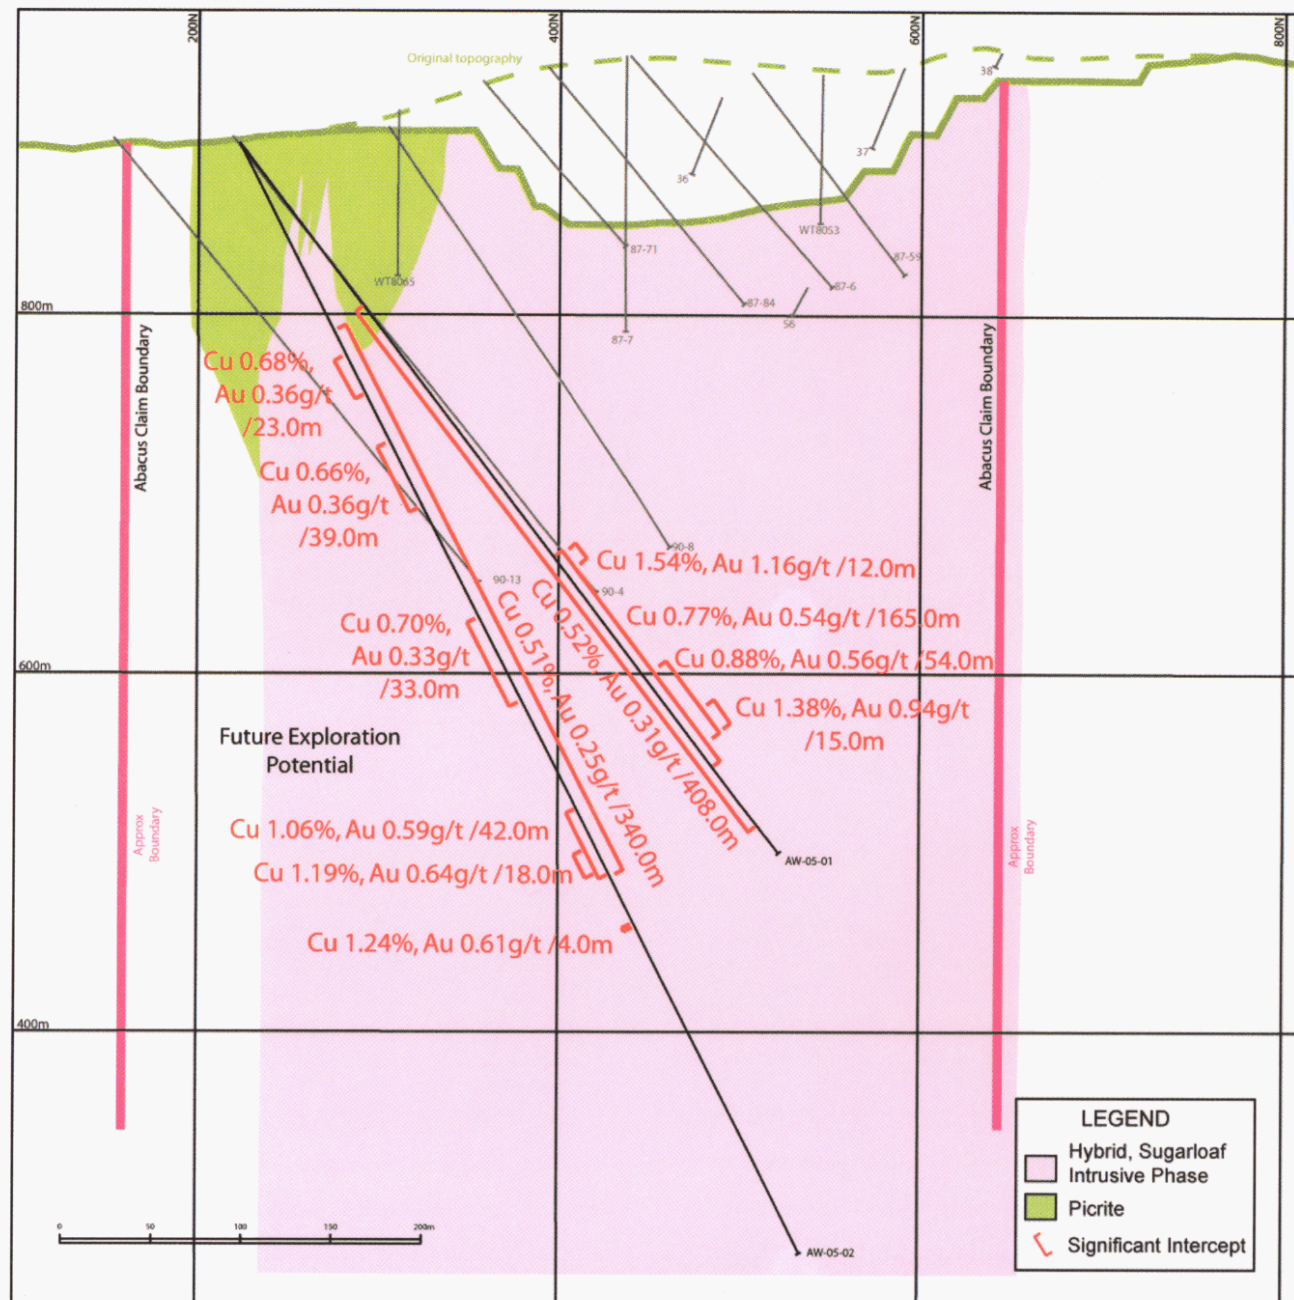 200N
400N
600N
800N
Original topography
38
37
36
WT8053
87-71
87-59
WT8065
87-84
87-6
56
87-7
800m
Abacus Claim Boundary
Abacus Claim Boundary
Cu 0.68%,
Au 0.36g/t
/23.0m
Cu 0.66%,
Au 0.36g/t
/39.0m
90-8
90-13
90-4
Cu 1.54%, Au 1.16g/t /12.0m
Cu 0.77%, Au 0.54g/t /165.0m
Cu 0.88%, Au 0.56g/t /54.0m
Cu 0.52%, Au 0.31g/t /408.0m
Cu 0.51%, Au 0.25g/t /340.0m
Cu 0.70%,
Au 0.33g/t
/33.0m
600m
Cu 1.38%, Au 0.94g/t
/15.0m
Future Exploration
Potential
Approx
Boundary
Approx
Boundary
Cu 1.06%, Au 0.59g/t /42.0m
AW-05-01
Cu 1.19%, Au 0.64g/t /18.0m
Cu 1.24%, Au 0.61g/t /4.0m
400m
LEGEND
Hybrid, Sugarloaf
Intrusive Phase
Picrite
Significant Intercept
0 50 100 150 200m
AW-05-02